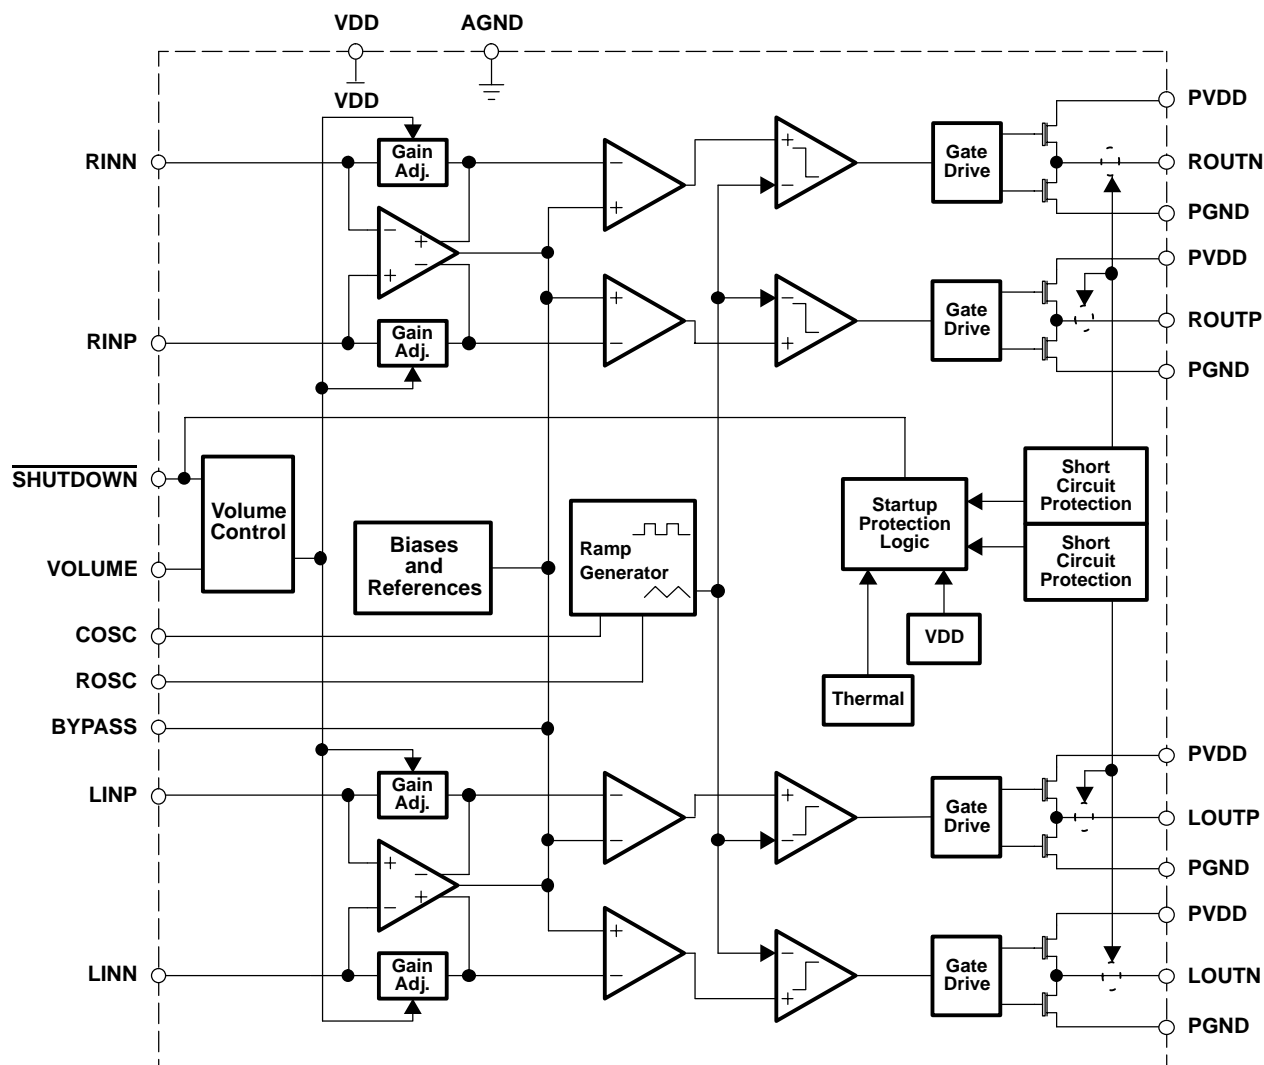 VDD
AGND
VDD
PVDD
RINN
Gain
Adj.
−
+
+
−
Gate
Drive
ROUTN
PGND
−
+
+
−
PVDD
+
−
−
+
Gate
Drive
ROUTP
RINP
Gain
Adj.
PGND
SHUTDOWN
Volume
Control
VOLUME
Biases
and
References
Ramp
Generator
Startup
Protection
Logic
Short
Circuit
Protection
Short
Circuit
Protection
COSC
VDD
ROSC
Thermal
BYPASS
PVDD
LINP
Gain
Adj.
−
−
+
−
Gate
Drive
LOUTP
PGND
+
−
−
+
PVDD
+
−
−
+
Gate
Drive
LINN
Gain
Adj.
LOUTN
PGND